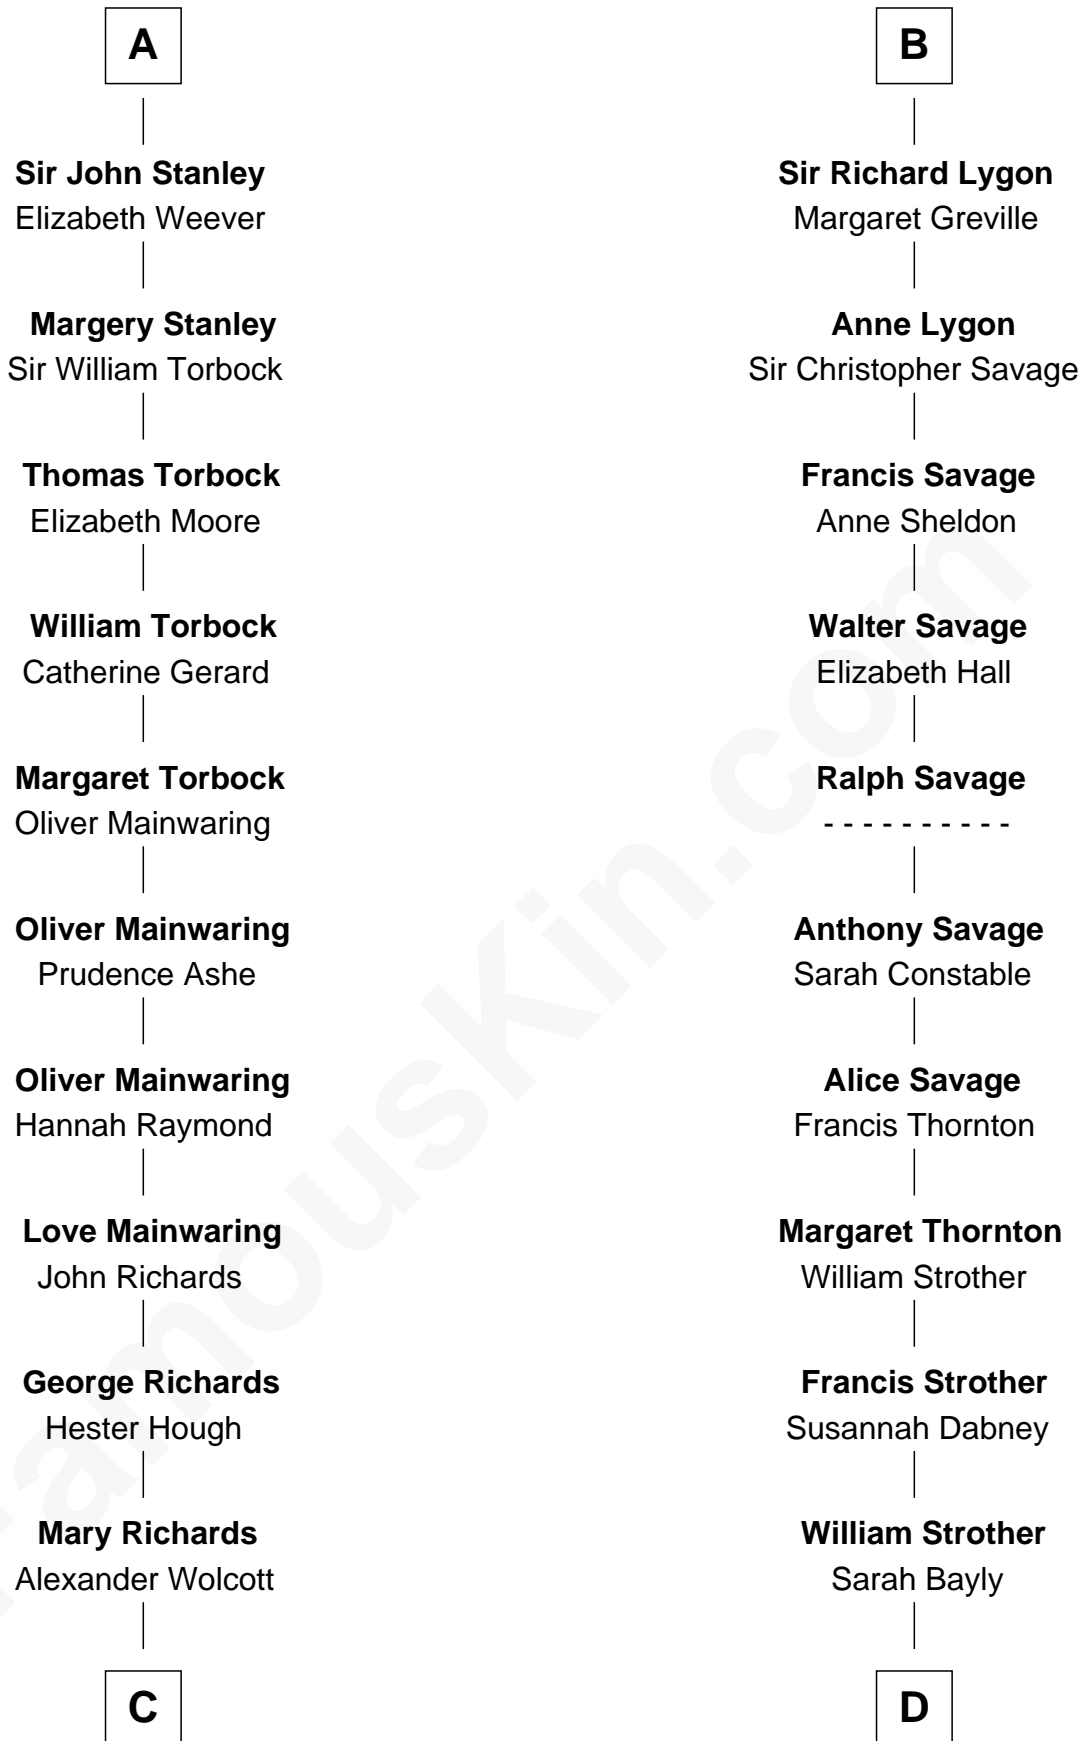 A
Sir John Stanley
Elizabeth Weever
Margery Stanley
Sir William Torbock
Thomas Torbock
Elizabeth Moore
William Torbock
Catherine Gerard
Margaret Torbock
Oliver Mainwaring
Oliver Mainwaring
Prudence Ashe
Oliver Mainwaring
Hannah Raymond
Love Mainwaring
John Richards
George Richards
Hester Hough
Mary Richards
Alexander Wolcott
C
B
Sir Richard Lygon
Margaret Greville
Anne Lygon
Sir Christopher Savage
Francis Savage
Anne Sheldon
Walter Savage
Elizabeth Hall
Ralph Savage
- - - - - - - - - -
Anthony Savage
Sarah Constable
Alice Savage
Francis Thornton
Margaret Thornton
William Strother
Francis Strother
Susannah Dabney
William Strother
Sarah Bayly
D
FamousKin.com